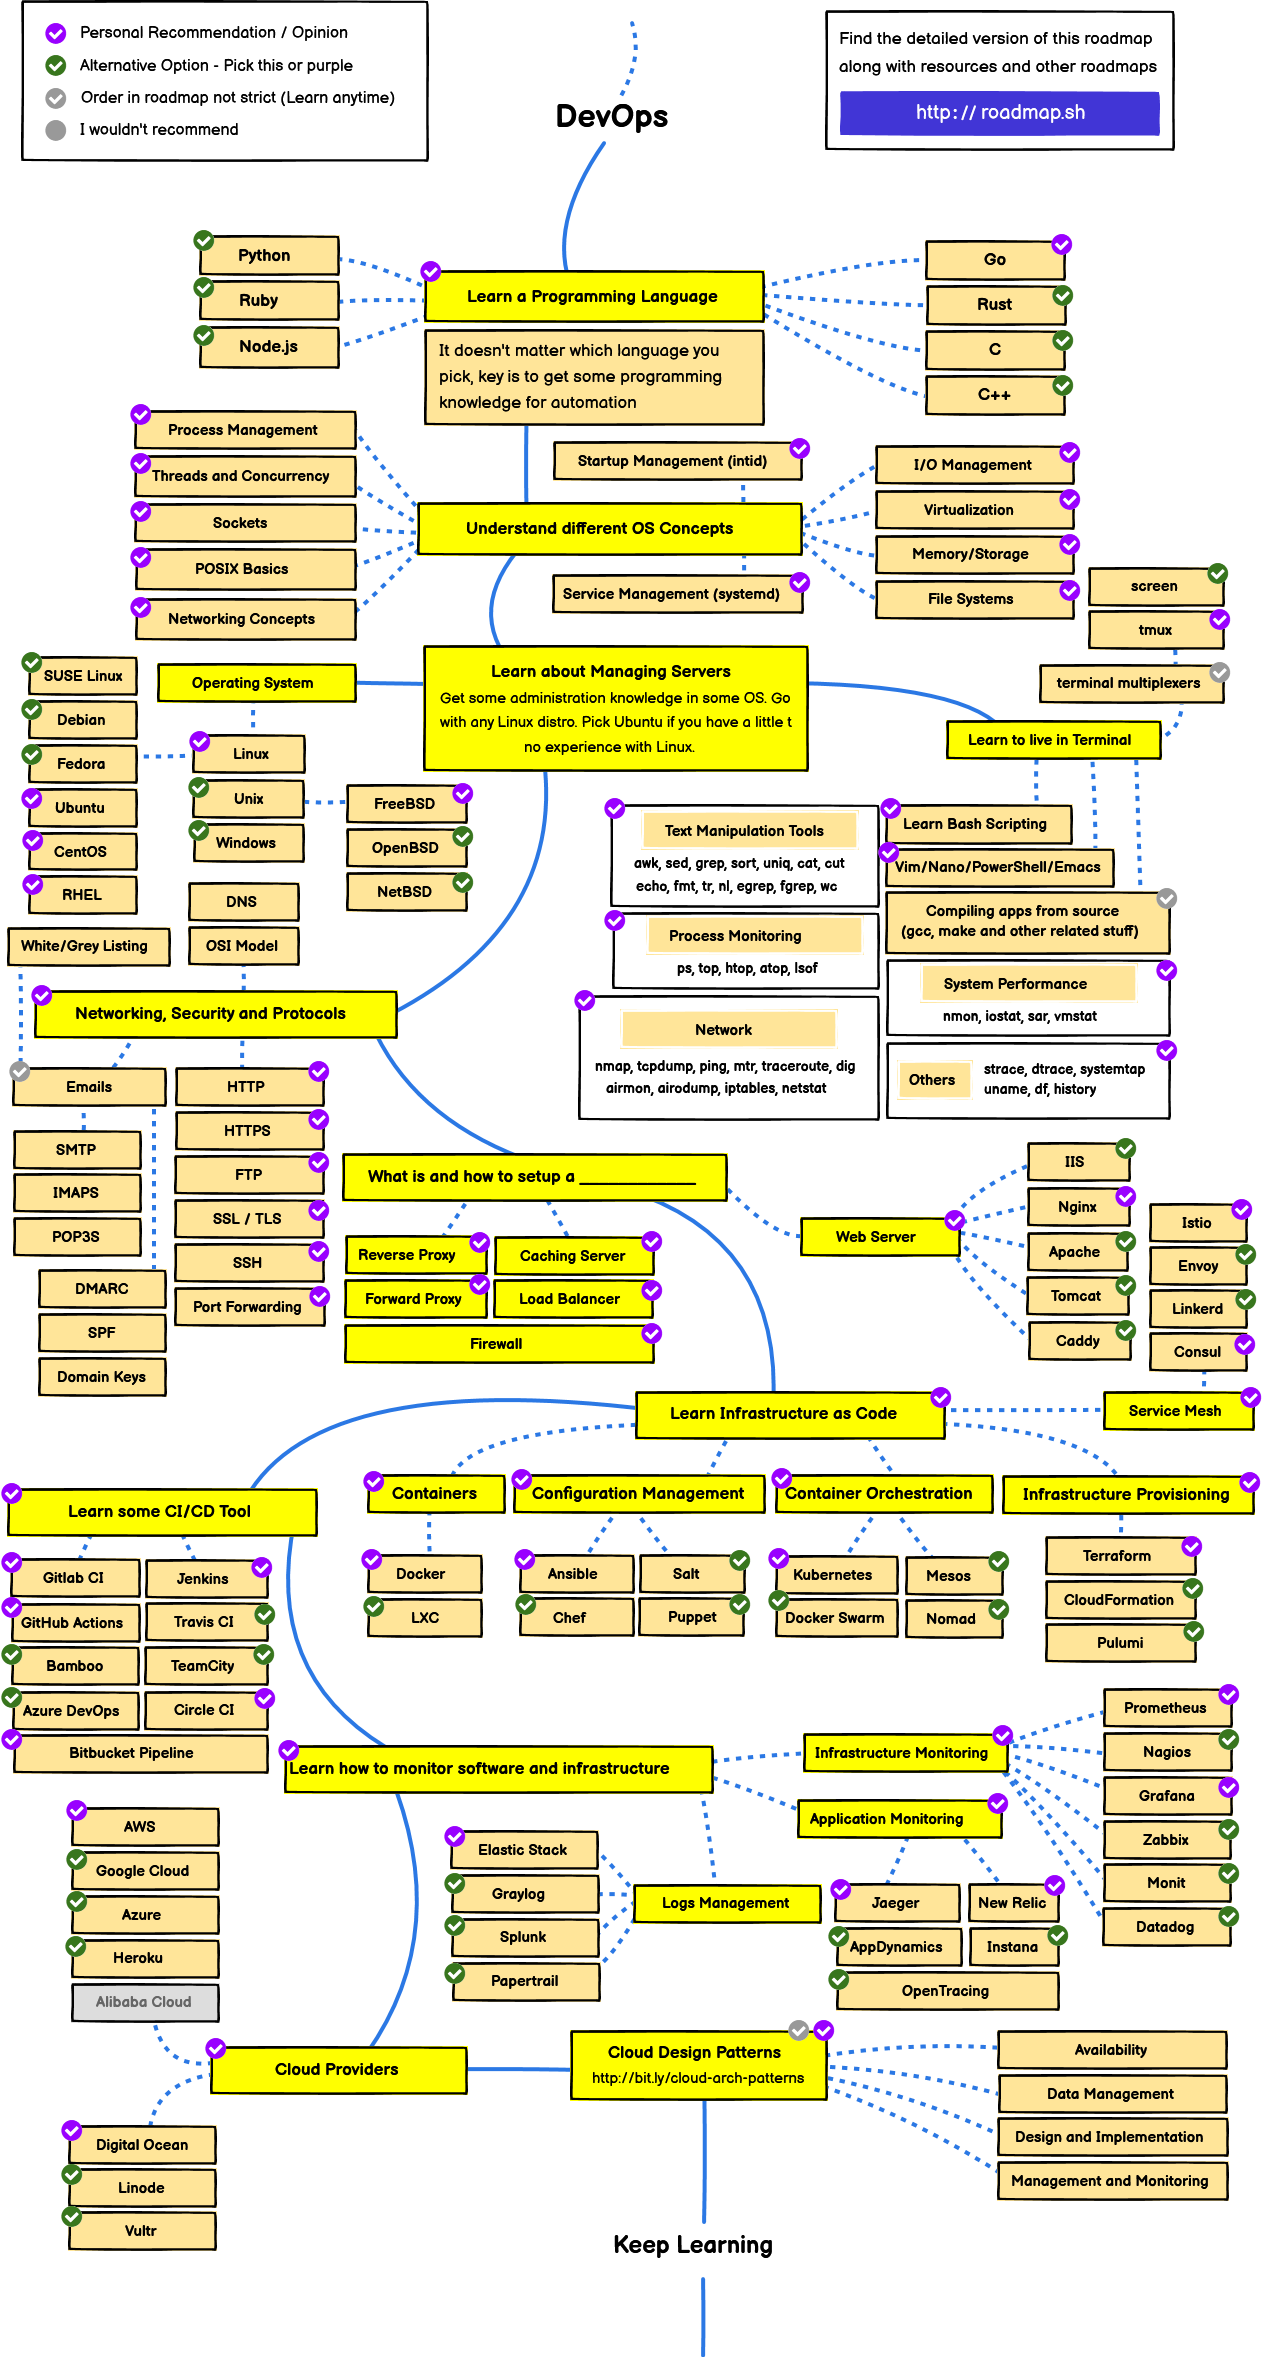 Personal Recommendation / Opinion
Alternative Option - Pick this or purple
Order in roadmap not strict (Learn anytime)
I wouldn't recommend
Find the detailed version of this roadmap
along with resources and other roadmaps
http://roadmap.sh
DevOps
Python
Ruby
Node.js
Learn a Programming Language
It doesn't matter which language you
pick, key is to get some programming
knowledge for automation
Go
Rust
C
C++
Process Management
Threads and Concurrency
Sockets
POSIX Basics
Networking Concepts
Startup Management (intid)
Understand different OS Concepts
Service Management (systemd)
I/O Management
Virtualization
Memory/Storage
File Systems
screen
tmux
terminal multiplexers
Learn to live in Terminal
Learn about Managing Servers
Get some administration knowledge in some OS. Go
with any Linux distro. Pick Ubuntu if you have a little t
no experience with Linux.
Operating System
SUSE Linux
Debian
Fedora
Ubuntu
CentOS
RHEL
Linux
Unix
Windows
FreeBSD
OpenBSD
NetBSD
Text Manipulation Tools
awk, sed, grep, sort, uniq, cat, cut
echo, fmt, tr, nl, egrep, fgrep, wc
Process Monitoring
ps, top, htop, atop, lsof
Network
nmap, tcpdump, ping, mtr, traceroute, dig
airmon, airodump, iptables, netstat
Learn Bash Scripting
Vim/Nano/PowerShell/Emacs
Compiling apps from source
(gcc, make and other related stuff)
System Performance
nmon, iostat, sar, vmstat
Others
strace, dtrace, systemtap
uname, df, history
DNS
OSI Model
White/Grey Listing
Networking, Security and Protocols
Emails
SMTP
IMAPS
POP3S
DMARC
SPF
Domain Keys
HTTP
HTTPS
FTP
SSL / TLS
SSH
Port Forwarding
What is and how to setup a ______________
Reverse Proxy
Caching Server
Forward Proxy
Load Balancer
Firewall
Web Server
IIS
Nginx
Apache
Tomcat
Caddy
Istio
Envoy
Linkerd
Consul
Service Mesh
Learn Infrastructure as Code
Containers
Docker
LXC
Configuration Management
Ansible
Salt
Chef
Puppet
Container Orchestration
Kubernetes
Mesos
Docker Swarm
Nomad
Infrastructure Provisioning
Terraform
CloudFormation
Pulumi
Learn some CI/CD Tool
Gitlab CI
Jenkins
GitHub Actions
Travis CI
Bamboo
TeamCity
Azure DevOps
Circle CI
Bitbucket Pipeline
Learn how to monitor software and infrastructure
Infrastructure Monitoring
Prometheus
Nagios
Grafana
Zabbix
Monit
Datadog
Application Monitoring
Jaeger
New Relic
AppDynamics
Instana
OpenTracing
Logs Management
Elastic Stack
Graylog
Splunk
Papertrail
AWS
Google Cloud
Azure
Heroku
Alibaba Cloud
Cloud Providers
Digital Ocean
Linode
Vultr
Cloud Design Patterns
http://bit.ly/cloud-arch-patterns
Availability
Data Management
Design and Implementation
Management and Monitoring
Keep Learning